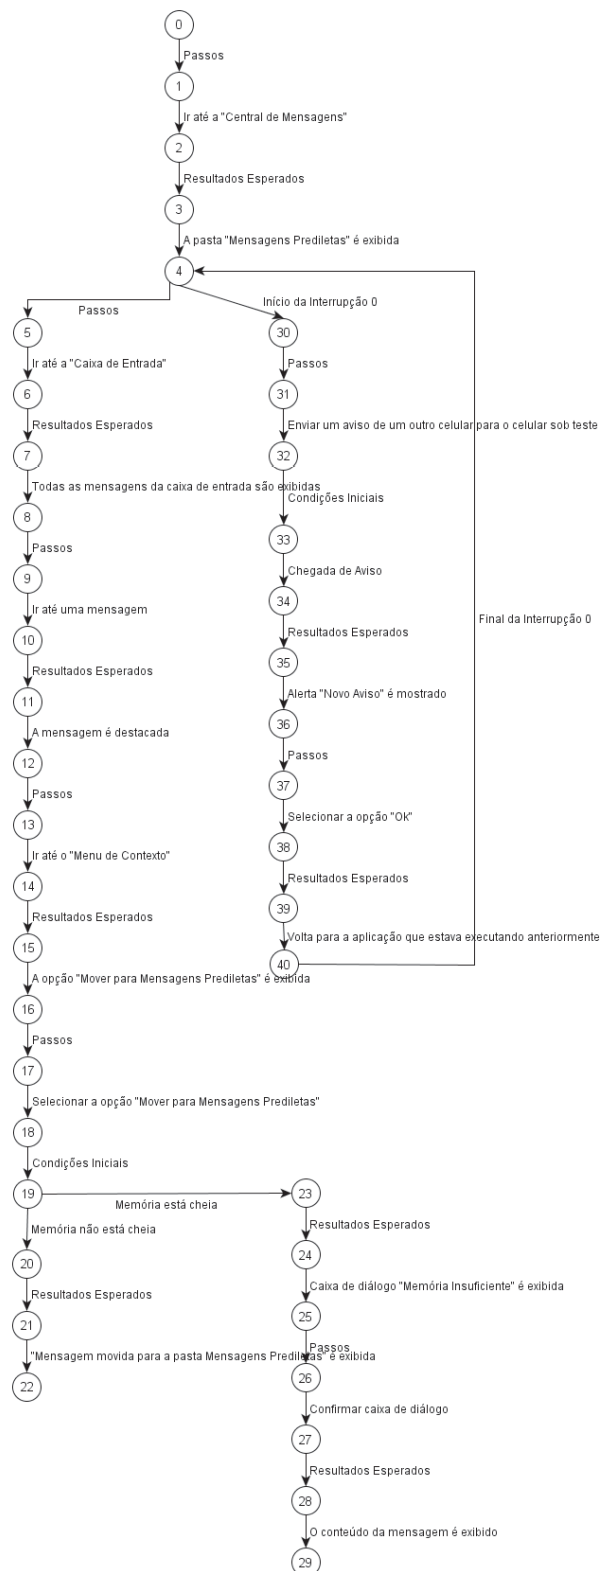 0
Passos
1
Ir até a "Central de Mensagens"
2
Resultados Esperados
3
A pasta "Mensagens Prediletas" é exibida
4
Passos
Início da Interrupção 0
5
30
Ir até a "Caixa de Entrada"
Passos
6
31
Resultados Esperados
Enviar um aviso de um outro celular para o celular sob teste
7
32
Todas as mensagens da caixa de entrada são exibidas
Condições Iniciais
8
33
Passos
Chegada de Aviso
9
34
Ir até uma mensagem
Final da Interrupção 0
10
Resultados Esperados
35
Resultados Esperados
11
Alerta "Novo Aviso" é mostrado
36
A mensagem é destacada
12
Passos
37
Passos
13
Selecionar a opção "Ok"
38
Ir até o "Menu de Contexto"
14
Resultados Esperados
39
Resultados Esperados
15
Volta para a aplicação que estava executando anteriormente
40
A opção "Mover para Mensagens Prediletas" é exibida
16
Passos
17
Selecionar a opção "Mover para Mensagens Prediletas"
18
Condições Iniciais
19
Memória está cheia
23
Memória não está cheia
Resultados Esperados
20
24
Resultados Esperados
Caixa de diálogo "Memória Insuficiente" é exibida
21
25
"Mensagem movida para a pasta Mensagens Prediletas" é exibida
Passos
22
26
Confirmar caixa de diálogo
27
Resultados Esperados
28
O conteúdo da mensagem é exibido
29